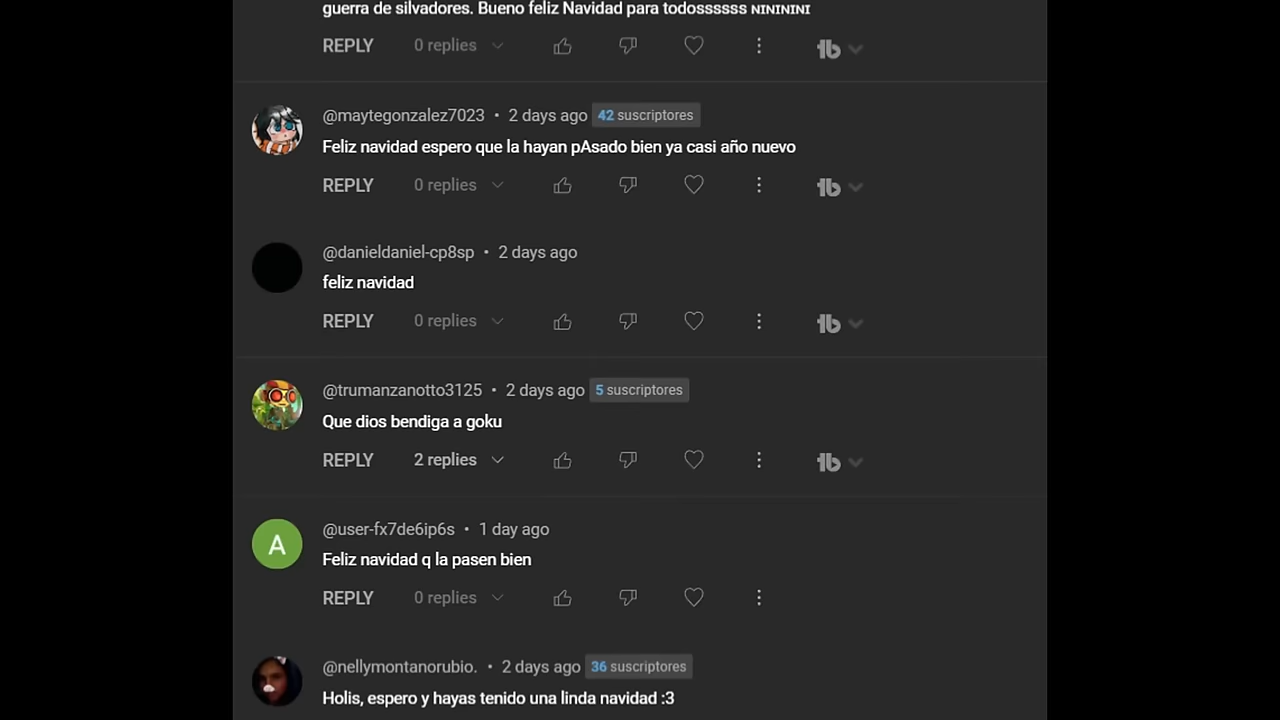 guerra de silvadores. Bueno feliz Navidad para todossssss ɴɪɴɪɴɪɴɪ
REPLY 0 replies
@maytegonzalez7023 • 2 days ago 42 suscriptores
Feliz navidad espero que la hayan pAsado bien ya casi año nuevo
REPLY 0 replies
@danieldaniel-cp8sp • 2 days ago
feliz navidad
REPLY 0 replies
@trumanzanotto3125 • 2 days ago 5 suscriptores
Que dios bendiga a goku
REPLY 2 replies
A
@user-fx7de6ip6s • 1 day ago
Feliz navidad q la pasen bien
REPLY 0 replies
@nellymontanorubio. • 2 days ago 36 suscriptores
Holis, espero y hayas tenido una linda navidad :3